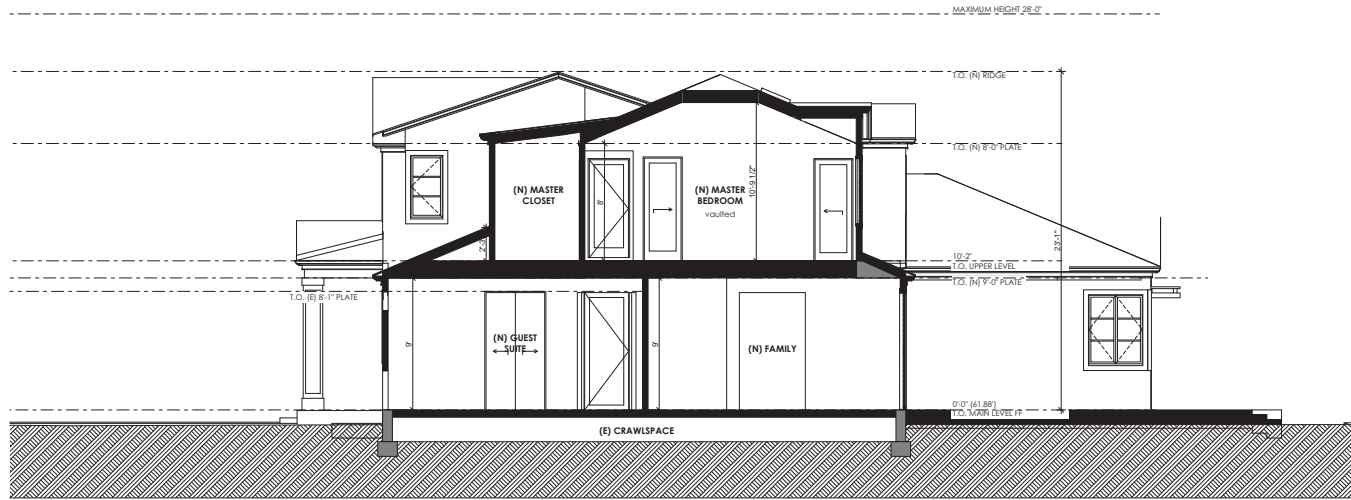 MAXIMUM HEIGHT 28'-0"
T.O. (N) RIDGE
T.O. (N) 8'-0" PLATE
(N) MASTER
CLOSET
8'
(N) MASTER
BEDROOM
vaulted
10'-9 1/2"
23'-1"
10'-2"
T.O. UPPER LEVEL
T.O. (N) 9'-0" PLATE
T.O. (E) 8'-1" PLATE
9'
(N) GUEST
SUITE
9'
(N) FAMILY
0'-0" (61.88')
T.O. MAIN LEVEL FF
(E) CRAWLSPACE